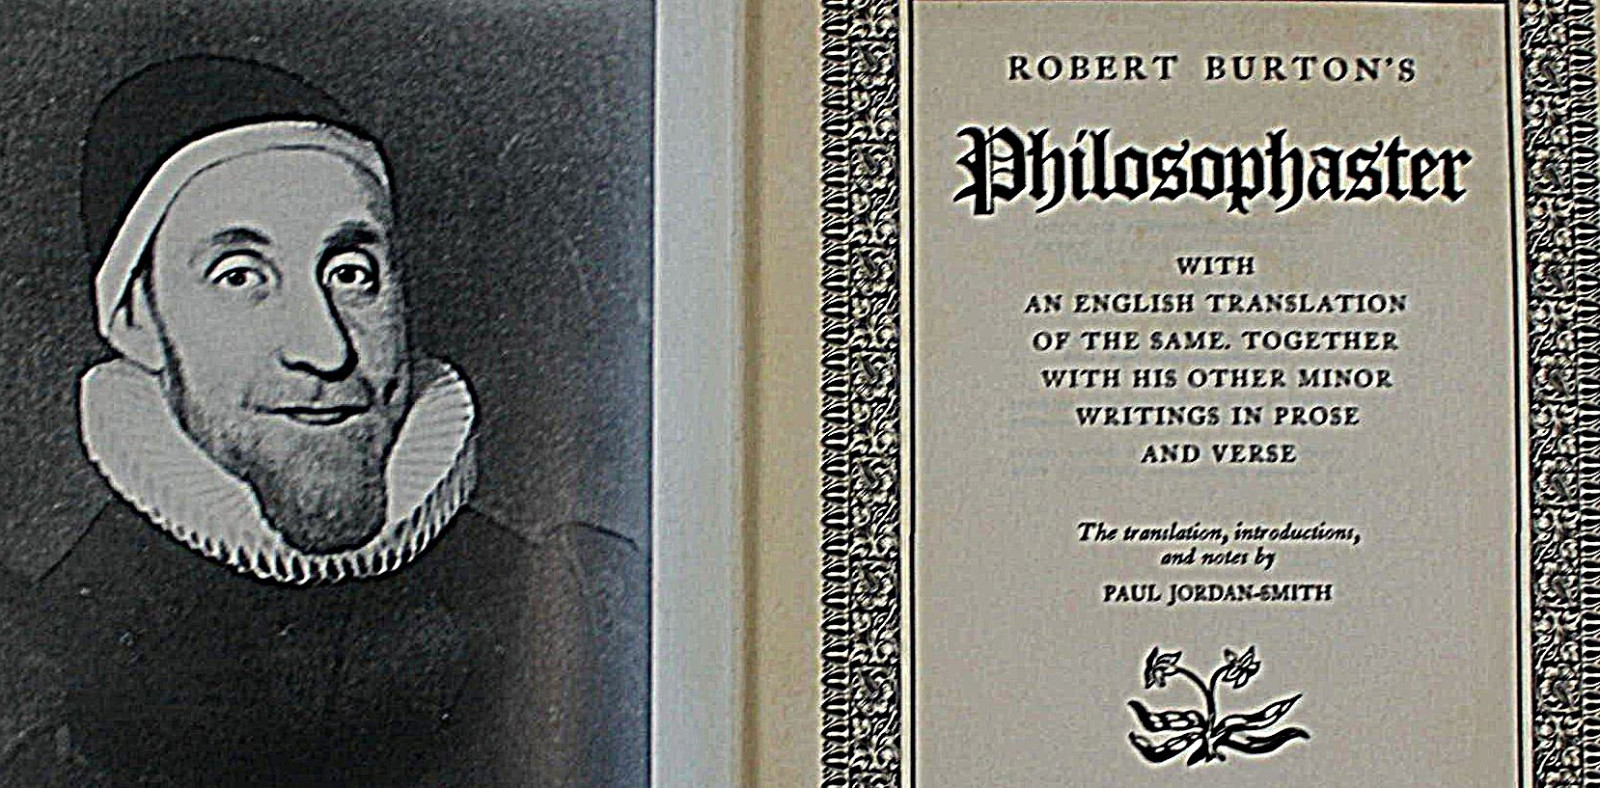 ROBERT BURTON'S
Philosophaster
WITH
AN ENGLISH TRANSLATION
OF THE SAME. TOGETHER
WITH HIS OTHER MINOR
WRITINGS IN PROSE
AND VERSE
The translation, introductions,
and notes by
PAUL JORDAN-SMITH